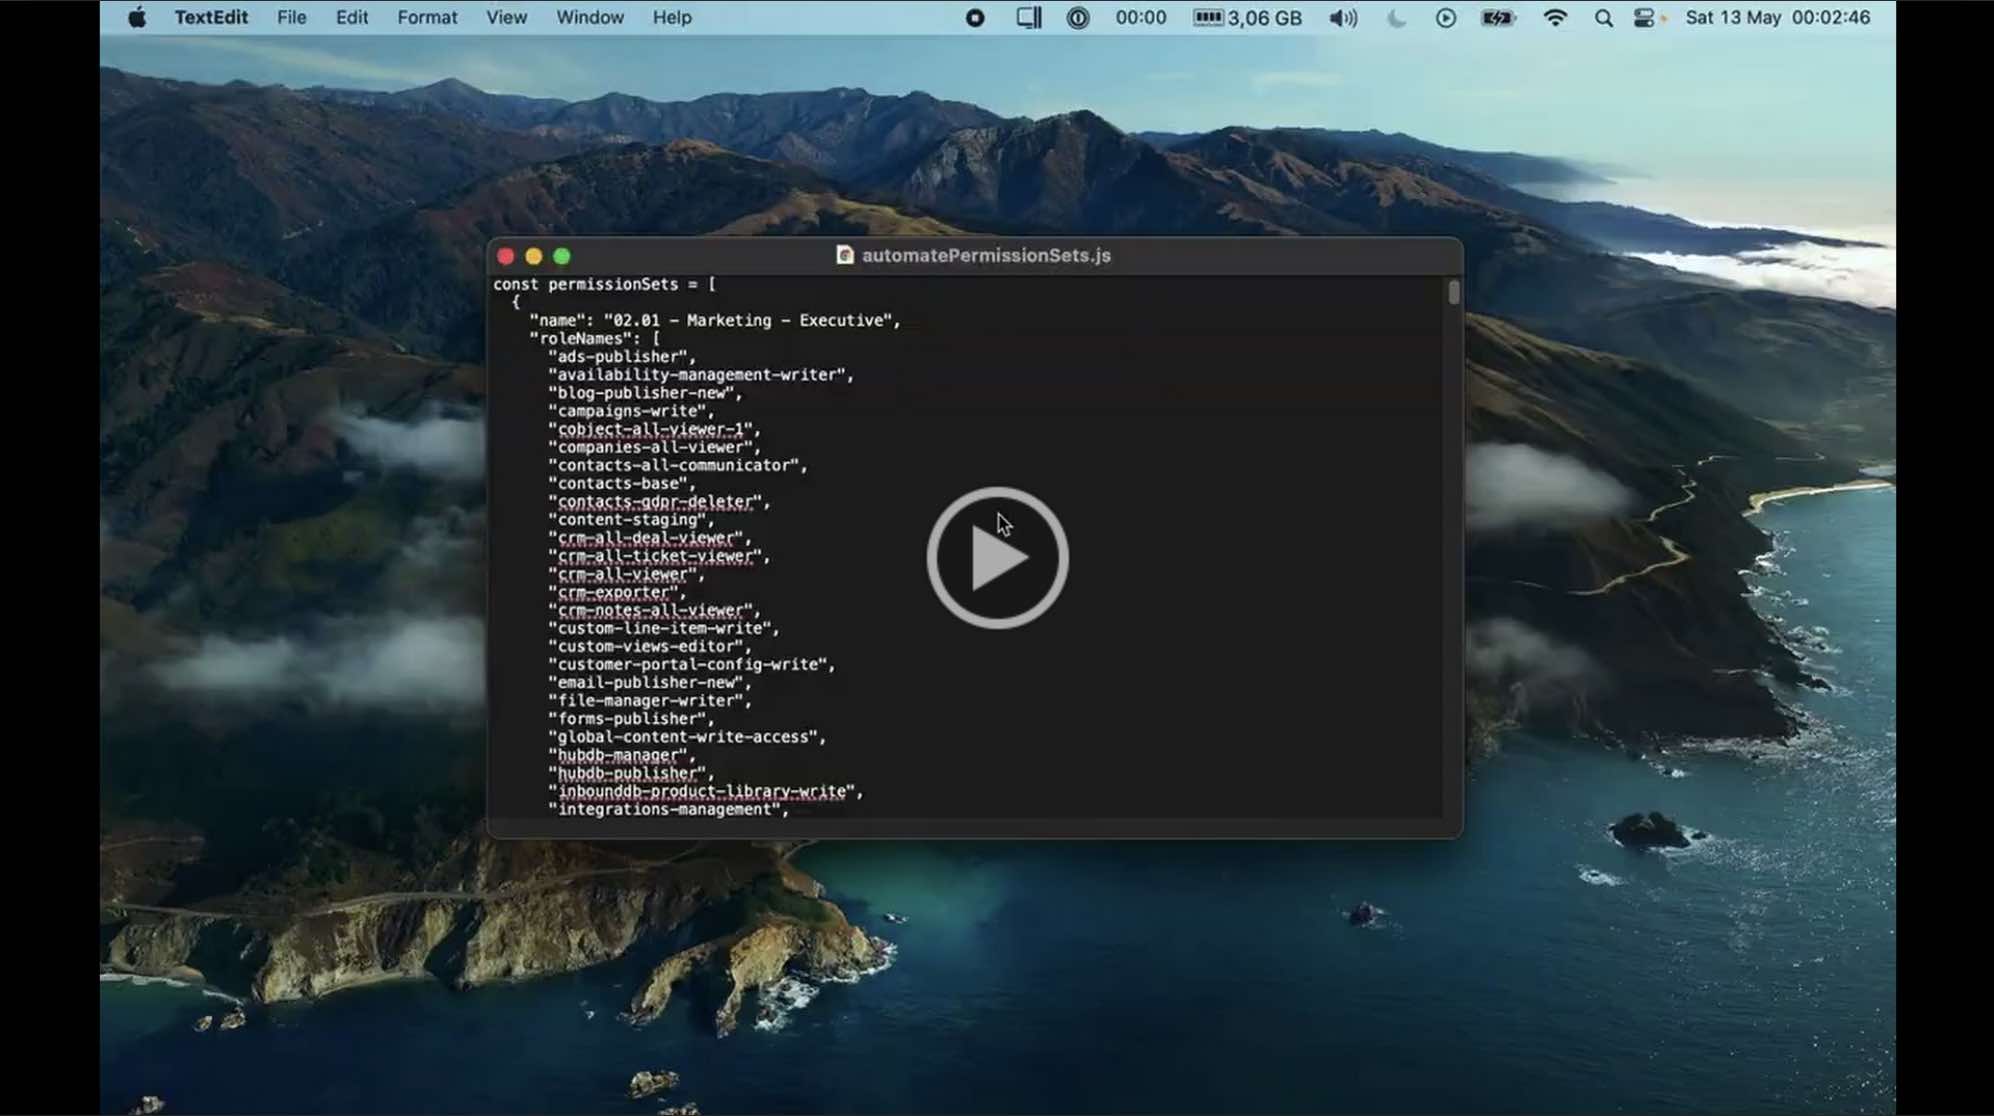 TextEdit File Edit Format View Window Help 00:00 3,06 GB Sat 13 May 00:02:46
automatePermissionSets.js
const permissionSets = [
{
"name": "02.01 – Marketing – Executive",
"roleNames": [
"ads-publisher",
"availability-management-writer",
"blog-publisher-new",
"campaigns-write",
"cobject-all-viewer-1",
"companies-all-viewer",
"contacts-all-communicator",
"contacts-base",
"contacts-gdpr-deleter",
"content-staging",
"crm-all-deal-viewer",
"crm-all-ticket-viewer",
"crm-all-viewer",
"crm-exporter",
"crm-notes-all-viewer",
"custom-line-item-write",
"custom-views-editor",
"customer-portal-config-write",
"email-publisher-new",
"file-manager-writer",
"forms-publisher",
"global-content-write-access",
"hubdb-manager",
"hubdb-publisher",
"inbounddb-product-library-write",
"integrations-management",